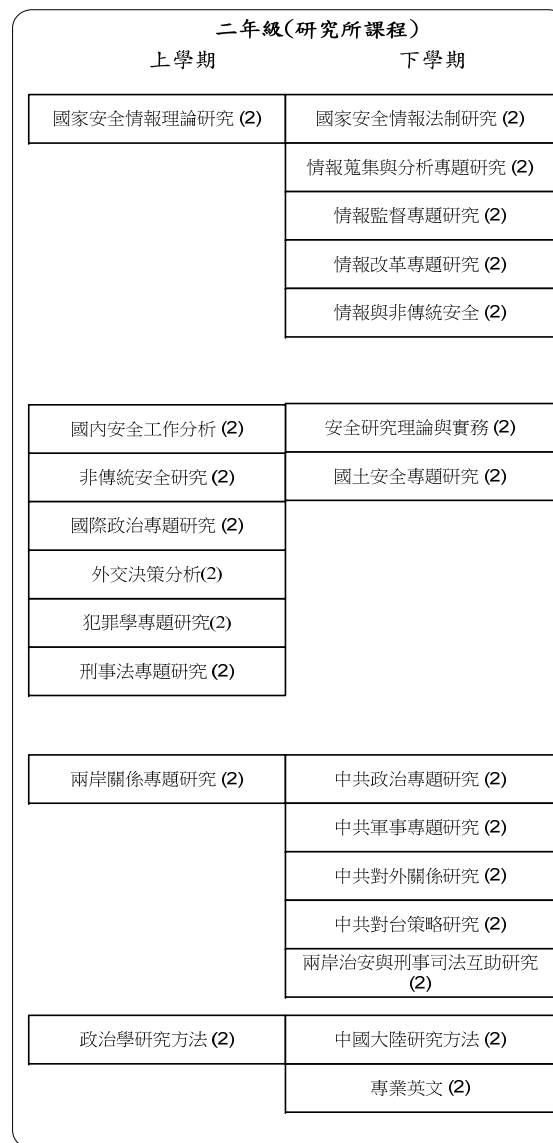 二年級(研究所課程)
上學期 下學期
國家安全情報理論研究 (2) 國家安全情報法制研究 (2)
情報蒐集與分析專題研究 (2)
情報監督專題研究 (2)
情報改革專題研究 (2)
情報與非傳統安全 (2)
國內安全工作分析 (2) 安全研究理論與實務 (2)
非傳統安全研究 (2) 國土安全專題研究 (2)
國際政治專題研究 (2)
外交決策分析(2)
犯罪學專題研究(2)
刑事法專題研究 (2)
兩岸關係專題研究 (2) 中共政治專題研究 (2)
中共軍事專題研究 (2)
中共對外關係研究 (2)
中共對台策略研究 (2)
兩岸治安與刑事司法互助研究
(2)
政治學研究方法 (2) 中國大陸研究方法 (2)
專業英文 (2)